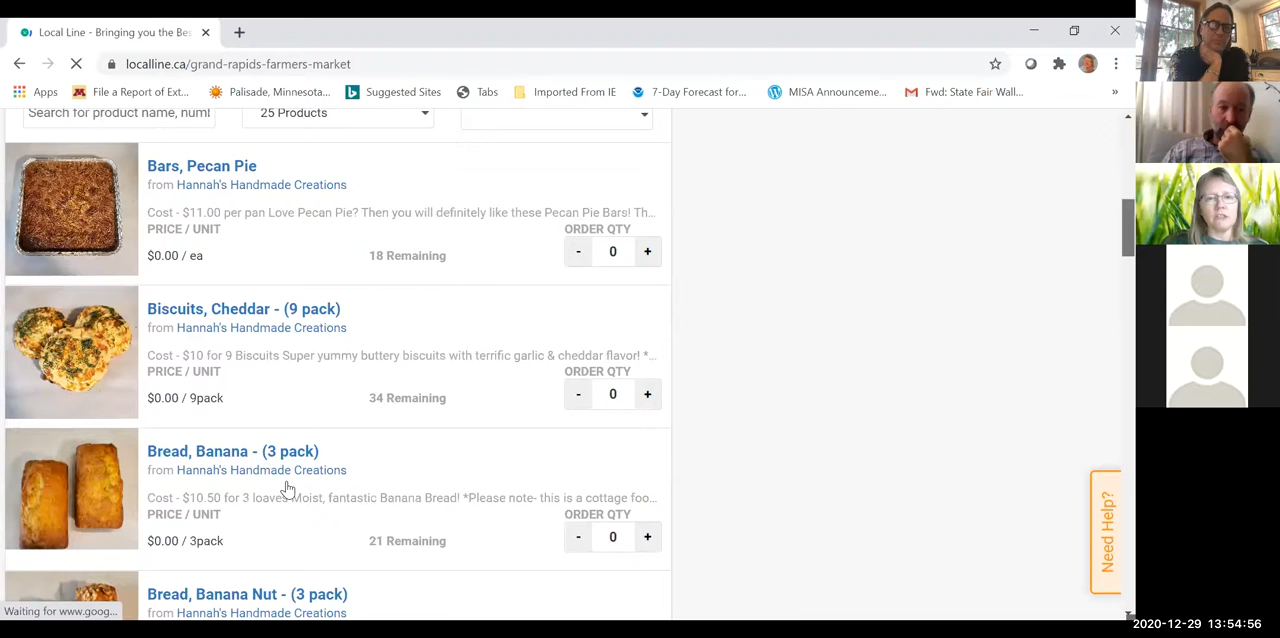 Local Line - Bringing you the Bes
localline.ca/grand-rapids-farmers-market
Apps
File a Report of Ext...
Palisade, Minnesota...
Suggested Sites
Tabs
Imported From IE
7-Day Forecast for...
MISA Announceme...
Fwd: State Fair Wall...
»
Search for product name, numl
25 Products
Bars, Pecan Pie
from Hannah's Handmade Creations
Cost - $11.00 per pan Love Pecan Pie? Then you will definitely like these Pecan Pie Bars! Th...
PRICE / UNIT
ORDER QTY
$0.00 / ea
18 Remaining
- 0 +
Biscuits, Cheddar - (9 pack)
from Hannah's Handmade Creations
Cost - $10 for 9 Biscuits Super yummy buttery biscuits with terrific garlic & cheddar flavor! *...
PRICE / UNIT
ORDER QTY
$0.00 / 9pack
34 Remaining
- 0 +
Bread, Banana - (3 pack)
from Hannah's Handmade Creations
Cost - $10.50 for 3 loaves Moist, fantastic Banana Bread! *Please note- this is a cottage foo...
PRICE / UNIT
ORDER QTY
$0.00 / 3pack
21 Remaining
- 0 +
Bread, Banana Nut - (3 pack)
from Hannah's Handmade Creations
Waiting for www.goog...
Need Help?
2020-12-29 13:54:56